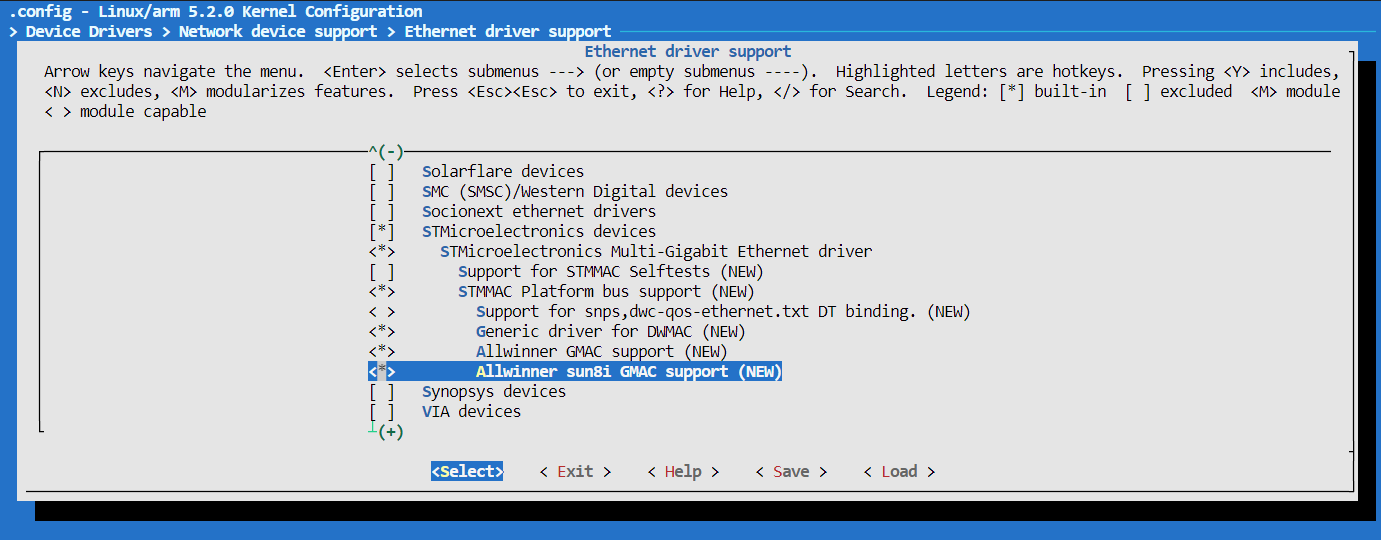 .config - Linux/arm 5.2.0 Kernel Configuration
> Device Drivers > Network device support > Ethernet driver support
Ethernet driver support
Arrow keys navigate the menu.  <Enter> selects submenus ---> (or empty submenus ----).  Highlighted letters are hotkeys.  Pressing <Y> includes,
<N> excludes, <M> modularizes features.  Press <Esc><Esc> to exit, <?> for Help, </> for Search.  Legend: [*] built-in  [ ] excluded  <M> module
< > module capable
^(-)
[ ]   Solarflare devices
[ ]   SMC (SMSC)/Western Digital devices
[ ]   Socionext ethernet drivers
[*]   STMicroelectronics devices
<*>     STMicroelectronics Multi-Gigabit Ethernet driver
[ ]       Support for STMMAC Selftests (NEW)
<*>       STMMAC Platform bus support (NEW)
< >         Support for snps,dwc-qos-ethernet.txt DT binding. (NEW)
<*>         Generic driver for DWMAC (NEW)
<*>         Allwinner GMAC support (NEW)
<*>         Allwinner sun8i GMAC support (NEW)
[ ]   Synopsys devices
[ ]   VIA devices
┴(+)
<Select>    < Exit >    < Help >    < Save >    < Load >